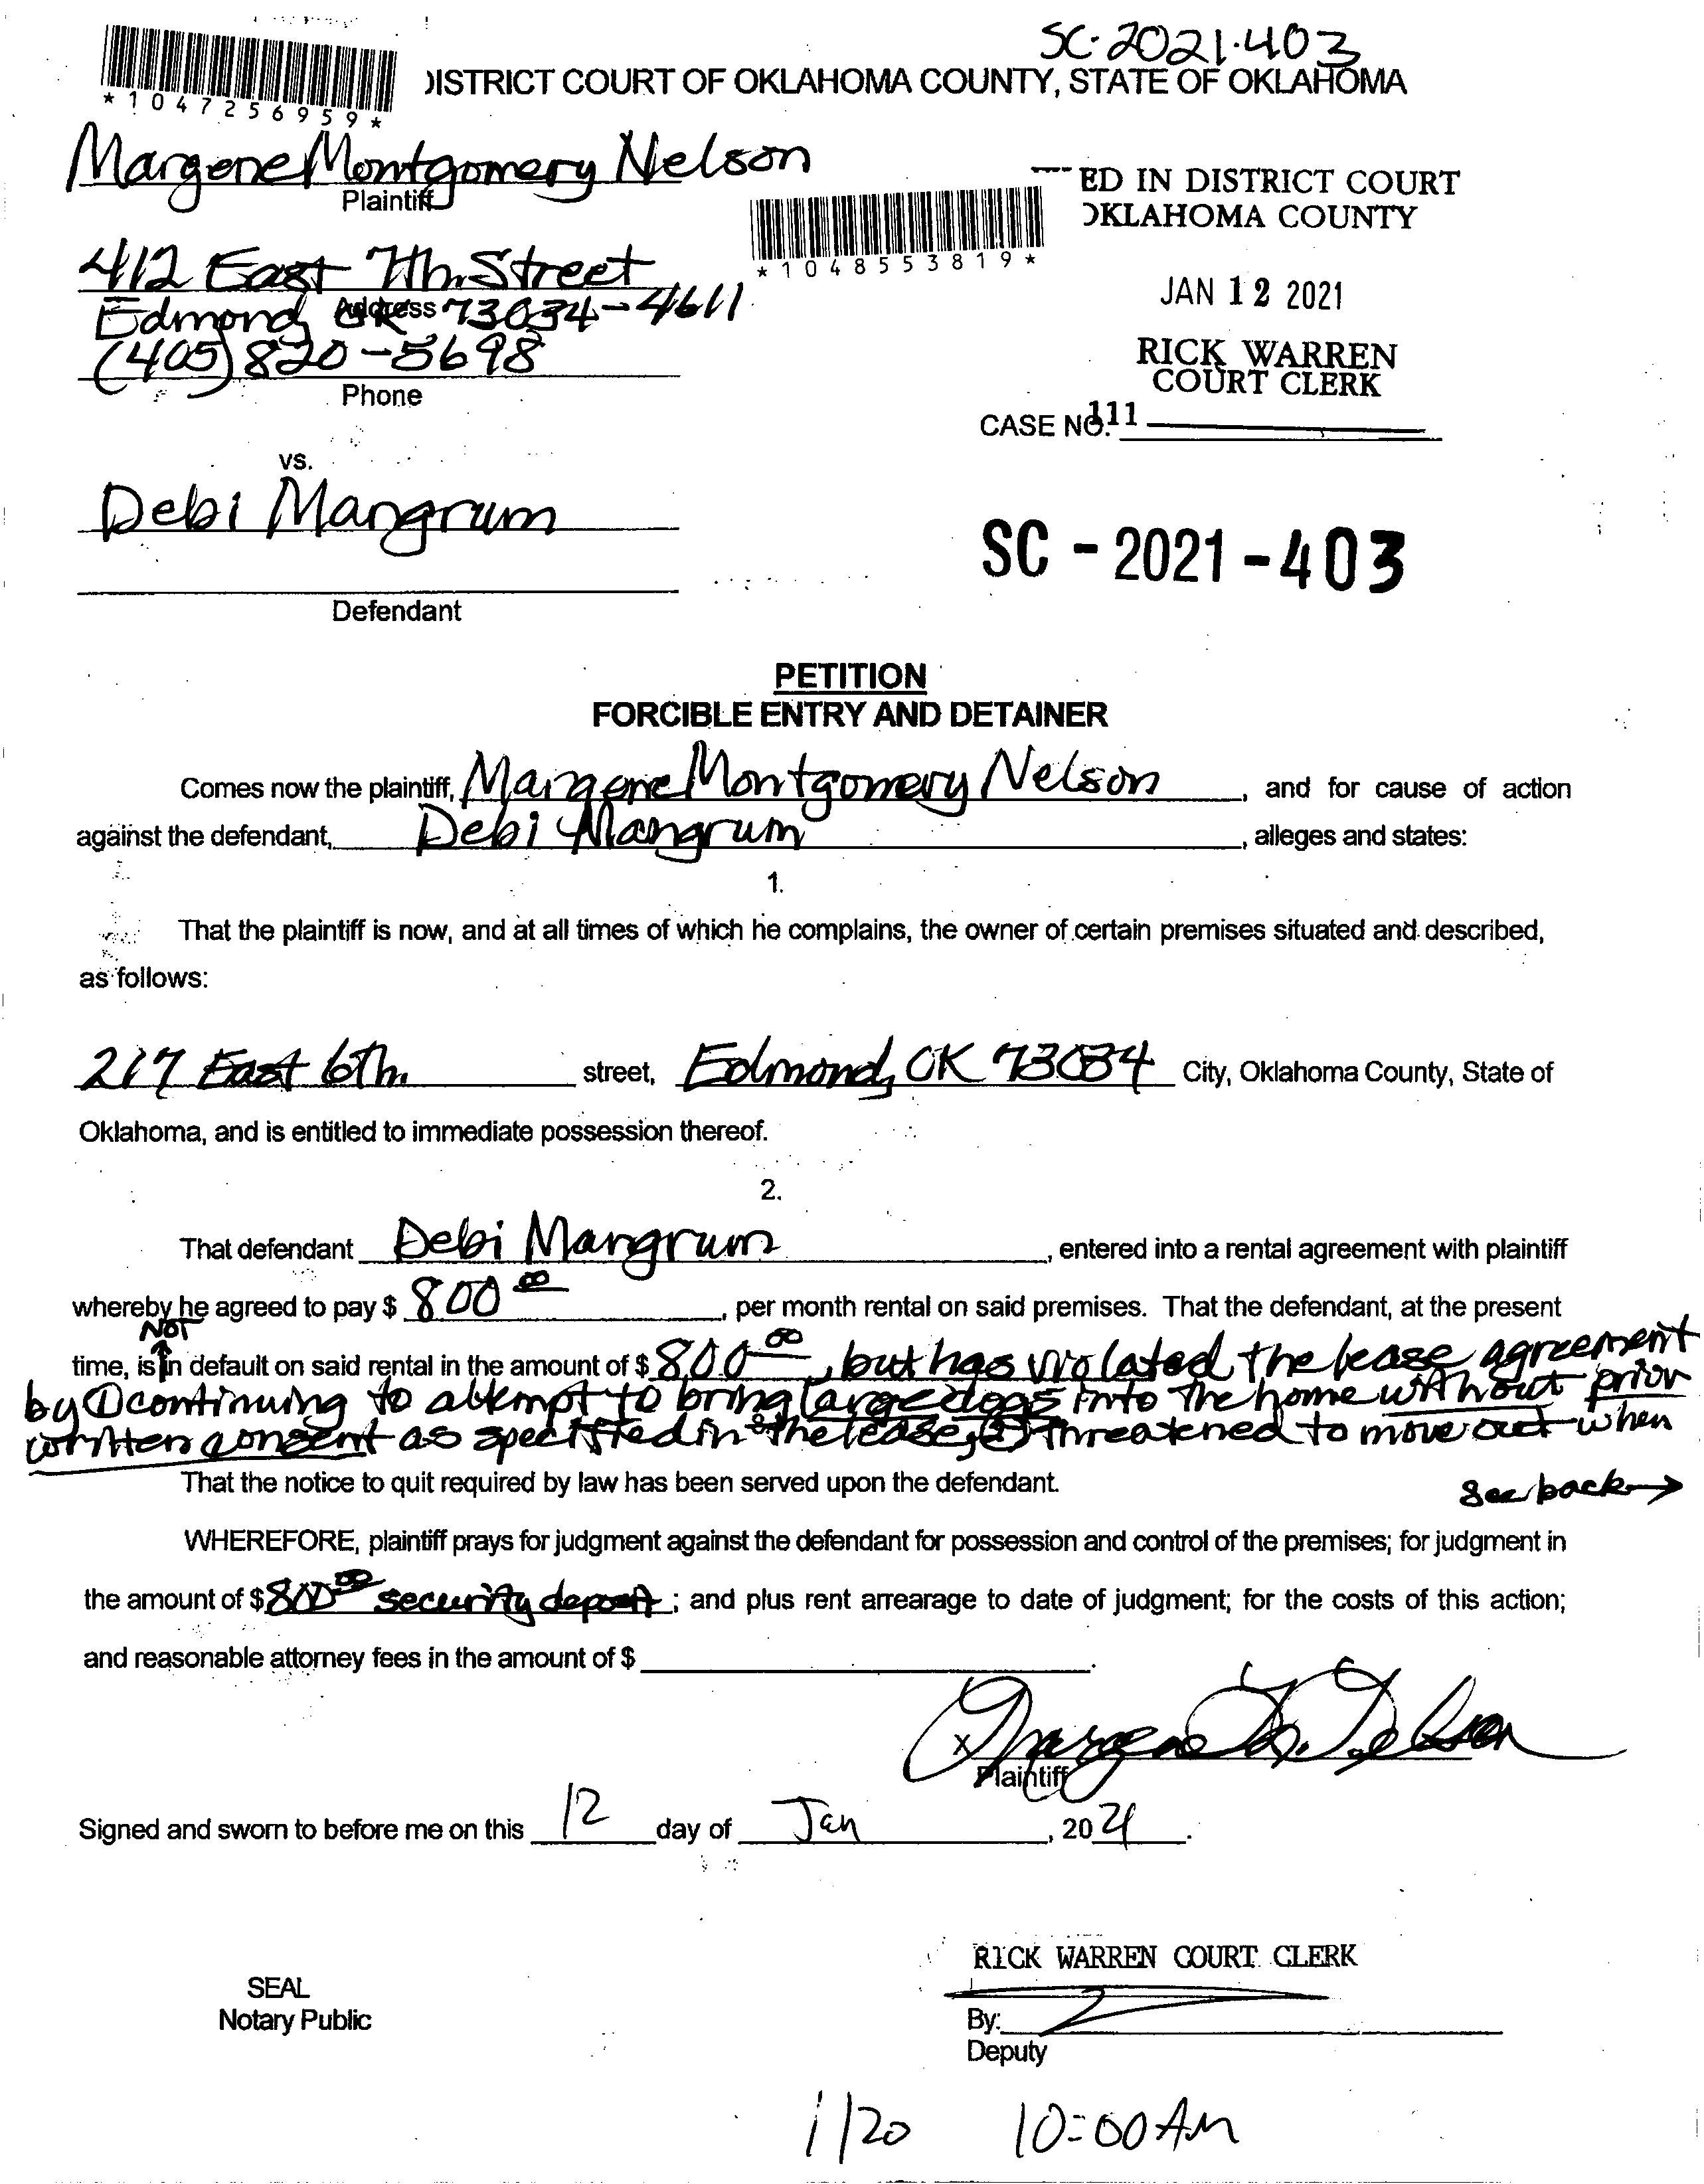 SC-2021-403
DISTRICT COURT OF OKLAHOMA COUNTY, STATE OF OKLAHOMA
*1047256959*
Margene Montgomery Nelson
Plaintiff
ED IN DISTRICT COURT
OKLAHOMA COUNTY
*1048553819*
412 East 7th Street
Address
Edmond, OK 73034-4611
JAN 12 2021
(405) 820-5698
Phone
RICK WARREN
COURT CLERK
CASE NO. 111
vs.
Debi Mangrum
SC - 2021 - 403
Defendant
PETITION
FORCIBLE ENTRY AND DETAINER
Comes now the plaintiff, Margene Montgomery Nelson, and for cause of action
against the defendant, Debi Mangrum, alleges and states:
1.
That the plaintiff is now, and at all times of which he complains, the owner of certain premises situated and described,
as follows:
217 East 6th. street, Edmond, OK 73034 City, Oklahoma County, State of
Oklahoma, and is entitled to immediate possession thereof.
2.
That defendant Debi Mangrum, entered into a rental agreement with plaintiff
whereby he agreed to pay $ 800 00, per month rental on said premises. That the defendant, at the present
NOT
time, is in default on said rental in the amount of $ 800 00, but has violated the lease agreement
by ① continuing to attempt to bring large dogs into the home without prior
written consent as specified in the lease, ② threatened to move out when
That the notice to quit required by law has been served upon the defendant.
See back →
WHEREFORE, plaintiff prays for judgment against the defendant for possession and control of the premises; for judgment in
the amount of $ 800 00 security deposit; and plus rent arrearage to date of judgment; for the costs of this action;
and reasonable attorney fees in the amount of $ .
X Margene M. Nelson
Plaintiff
Signed and sworn to before me on this 12 day of Jan, 2021.
RICK WARREN COURT CLERK
SEAL
Notary Public
By:
Deputy
1/20 10:00 AM